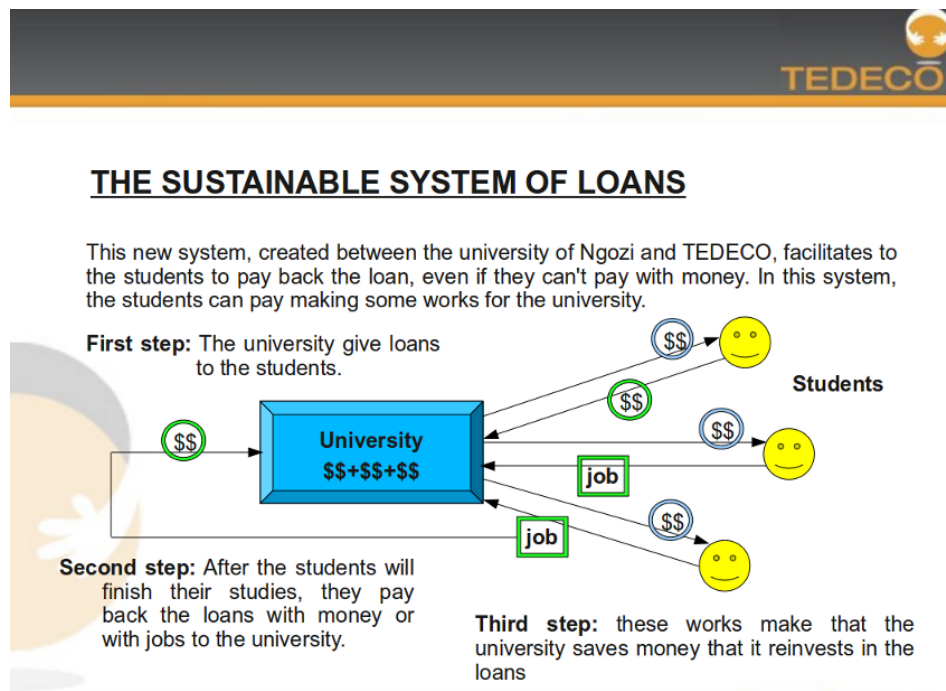 TEDECO
THE SUSTAINABLE SYSTEM OF LOANS
This new system, created between the university of Ngozi and TEDECO, facilitates to
the students to pay back the loan, even if they can't pay with money. In this system,
the students can pay making some works for the university.
First step: The university give loans
to the students.
$$
$$
Students
$$
$$
University
$$+$$+$$
job
$$
job
Second step: After the students will
finish their studies, they pay
back the loans with money or
with jobs to the university.
Third step: these works make that the
university saves money that it reinvests in the
loans